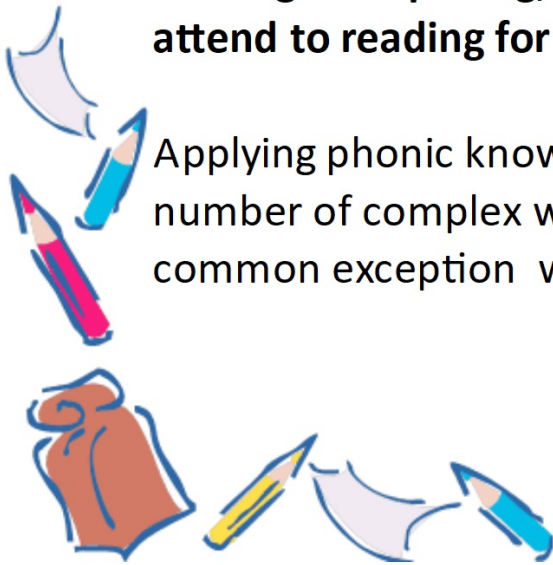 attend to reading for
Applying phonic know
number of complex w
common exception w